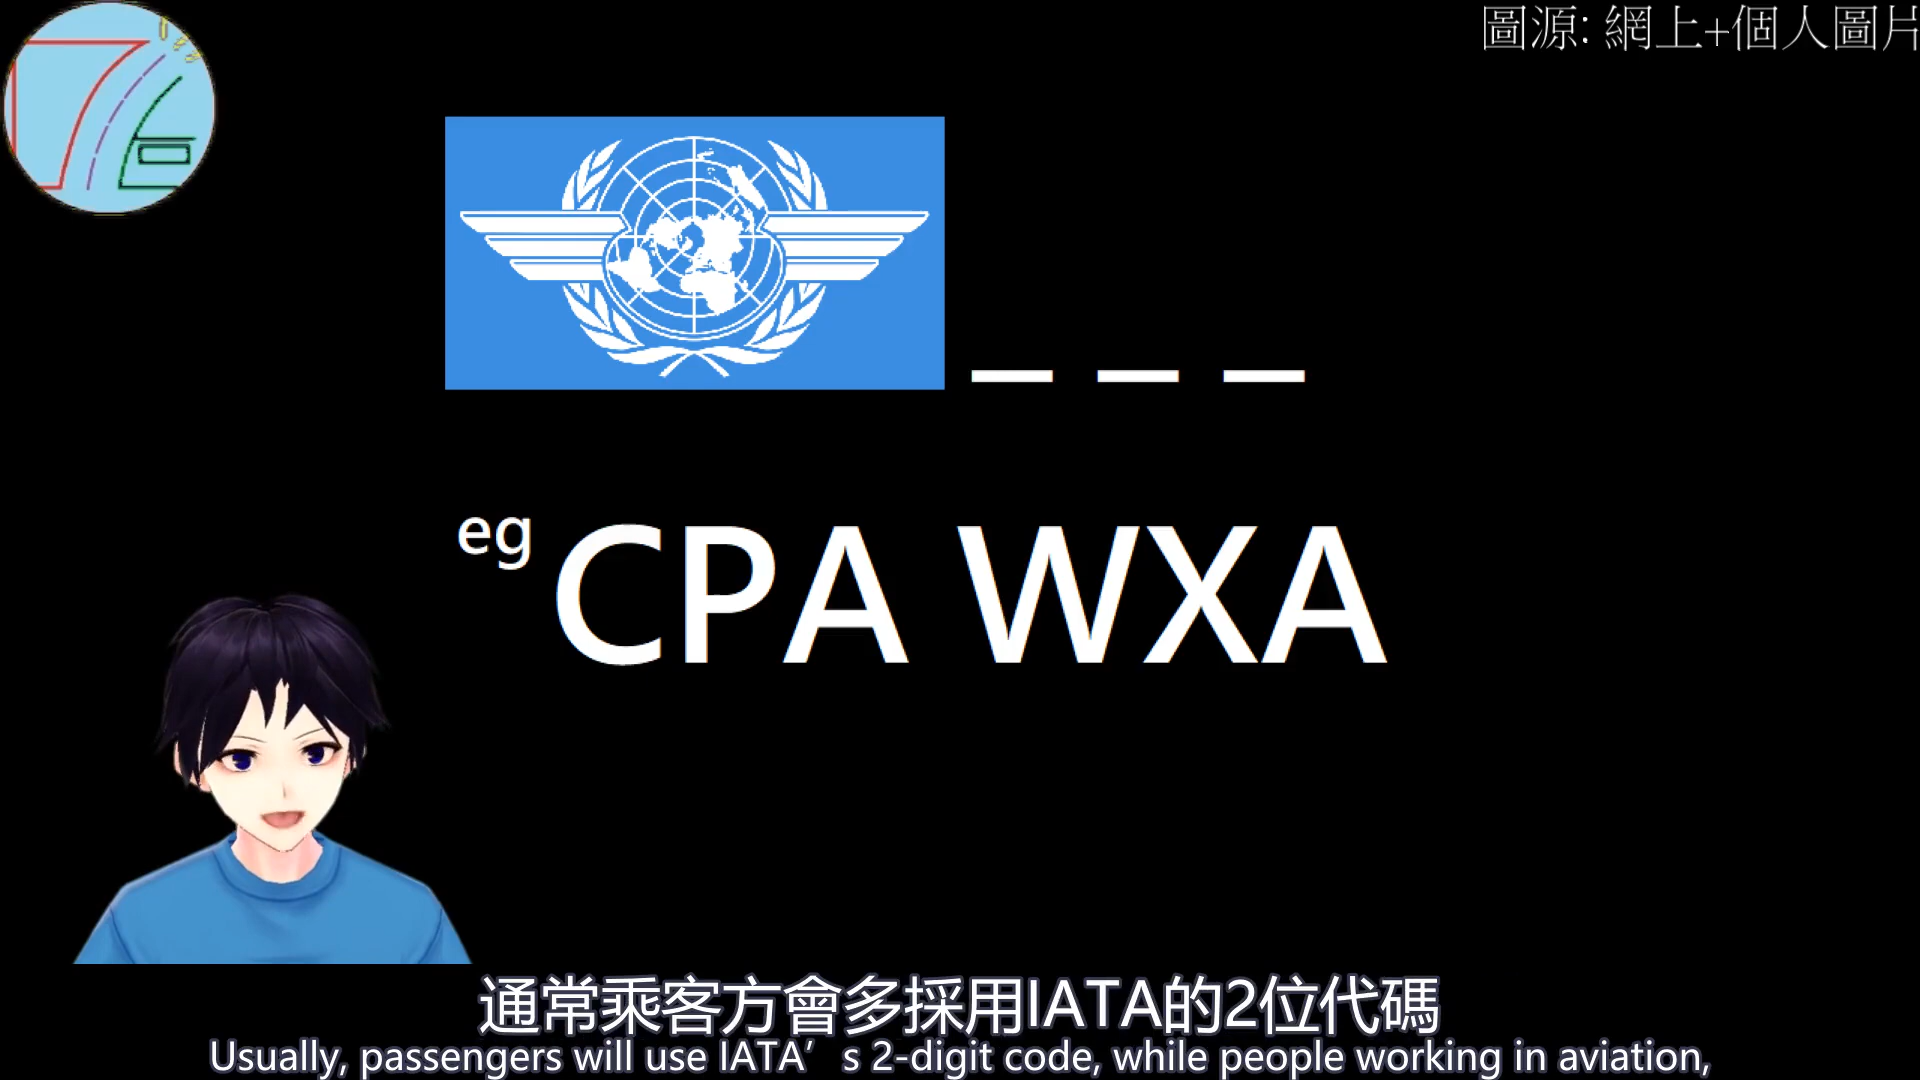 圖源: 網上+個人圖片
_ _ _
eg CPA WXA
通常乘客方會多採用IATA的2位代碼
Usually, passengers will use IATA’s 2-digit code, while people working in aviation,